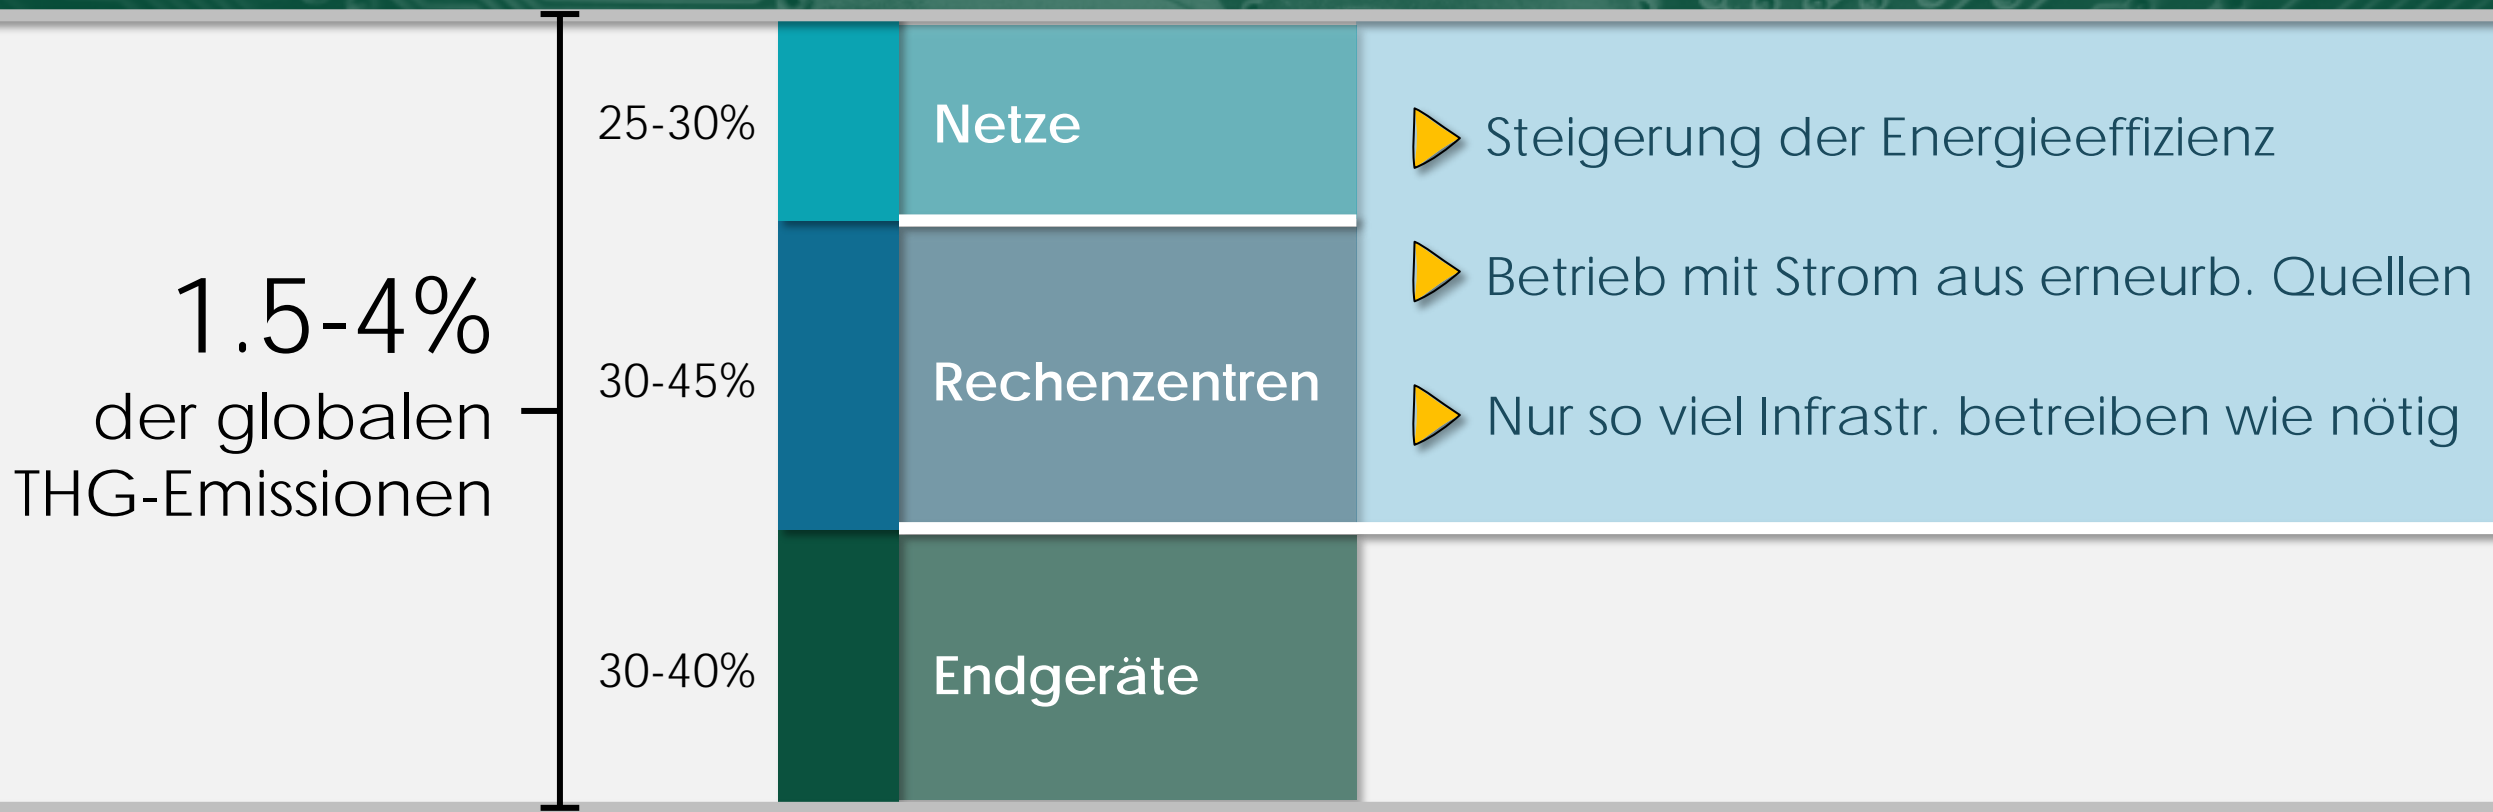 1.5-4%
der globalen
THG-Emissionen
25-30%
Netze
30-45%
Rechenzentren
30-40%
Endgeräte
Steigerung der Energieeffizienz
Betrieb mit Strom aus erneurb. Quellen
Nur so viel Infrastr. betreiben wie nötig